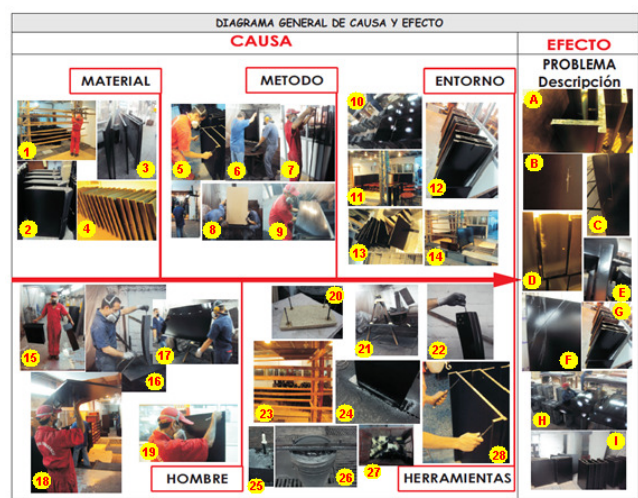 DIAGRAMA GENERAL DE CAUSA Y EFECTO
CAUSA
EFECTO
MATERIAL
METODO
ENTORNO
PROBLEMA
Descripción
1
2
3
4
5
6
7
8
9
10
11
12
13
14
A
B
C
D
E
F
G
H
I
15
16
17
18
19
20
21
22
23
24
25
26
27
28
HOMBRE
HERRAMIENTAS